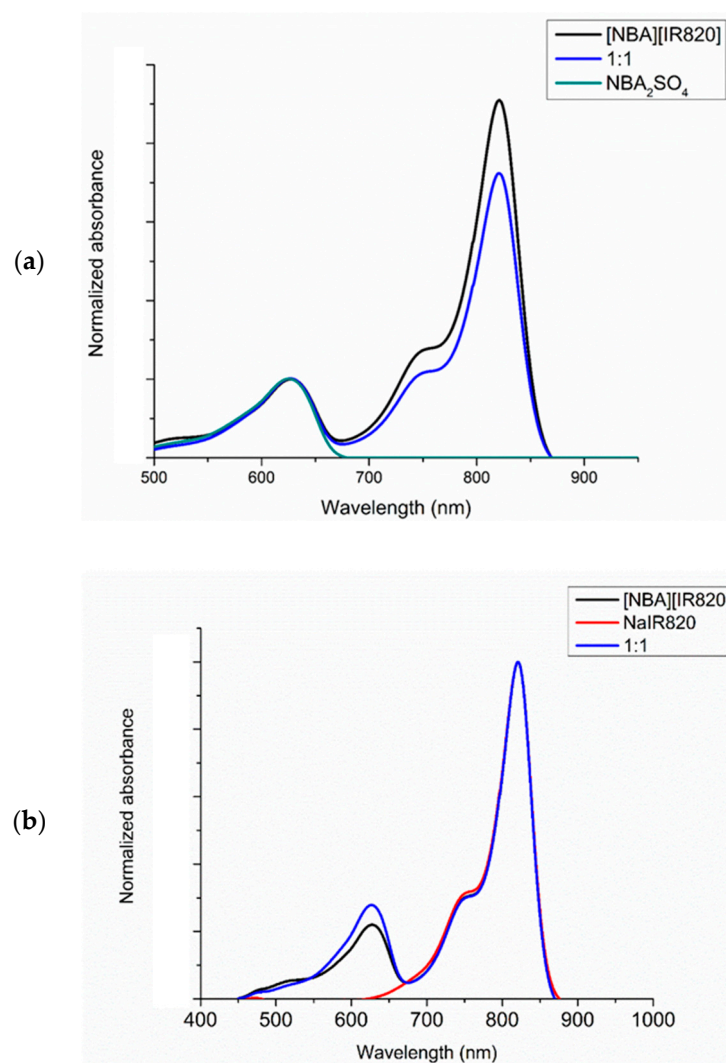 (a)
Normalized absorbance
[NBA][IR820]
1:1
NBA₂SO₄
500 600 700 800 900
Wavelength (nm)
(b)
Normalized absorbance
[NBA][IR820
NaIR820
1:1
400 500 600 700 800 900 1000
Wavelength (nm)